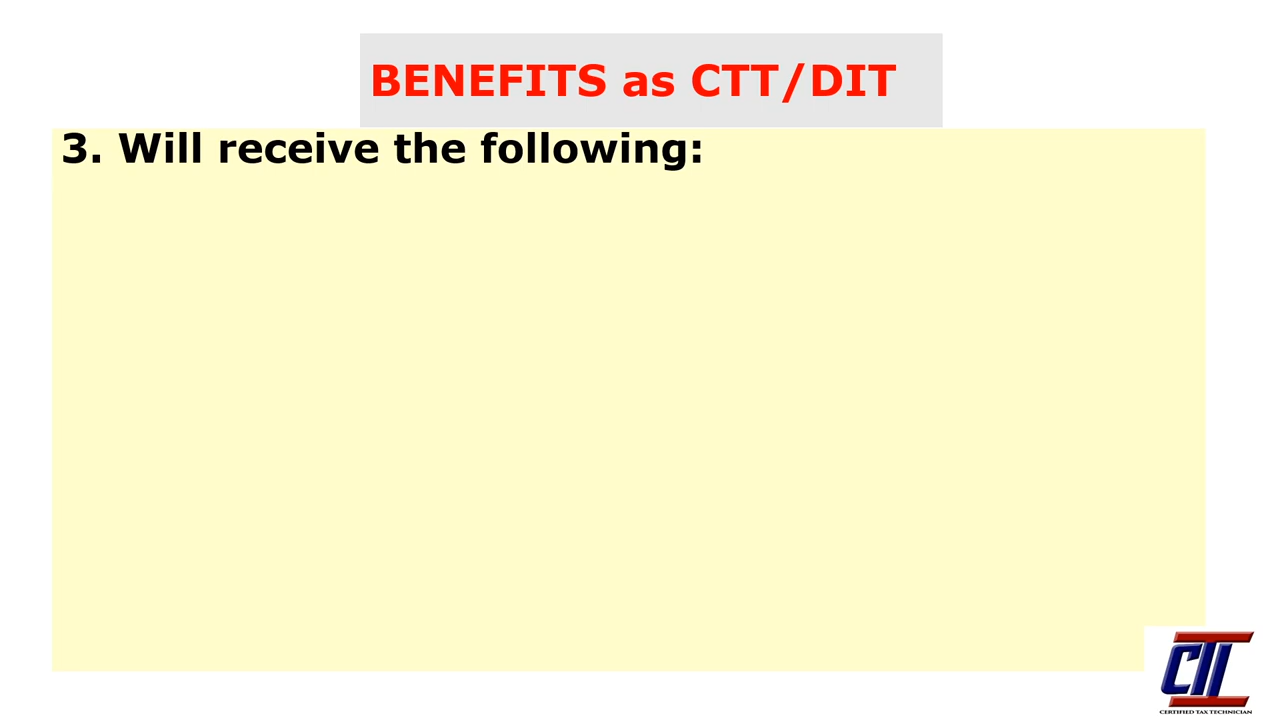 BENEFITS as CTT/DIT
3. Will receive the following:
CTT
CERTIFIED TAX TECHNICIAN